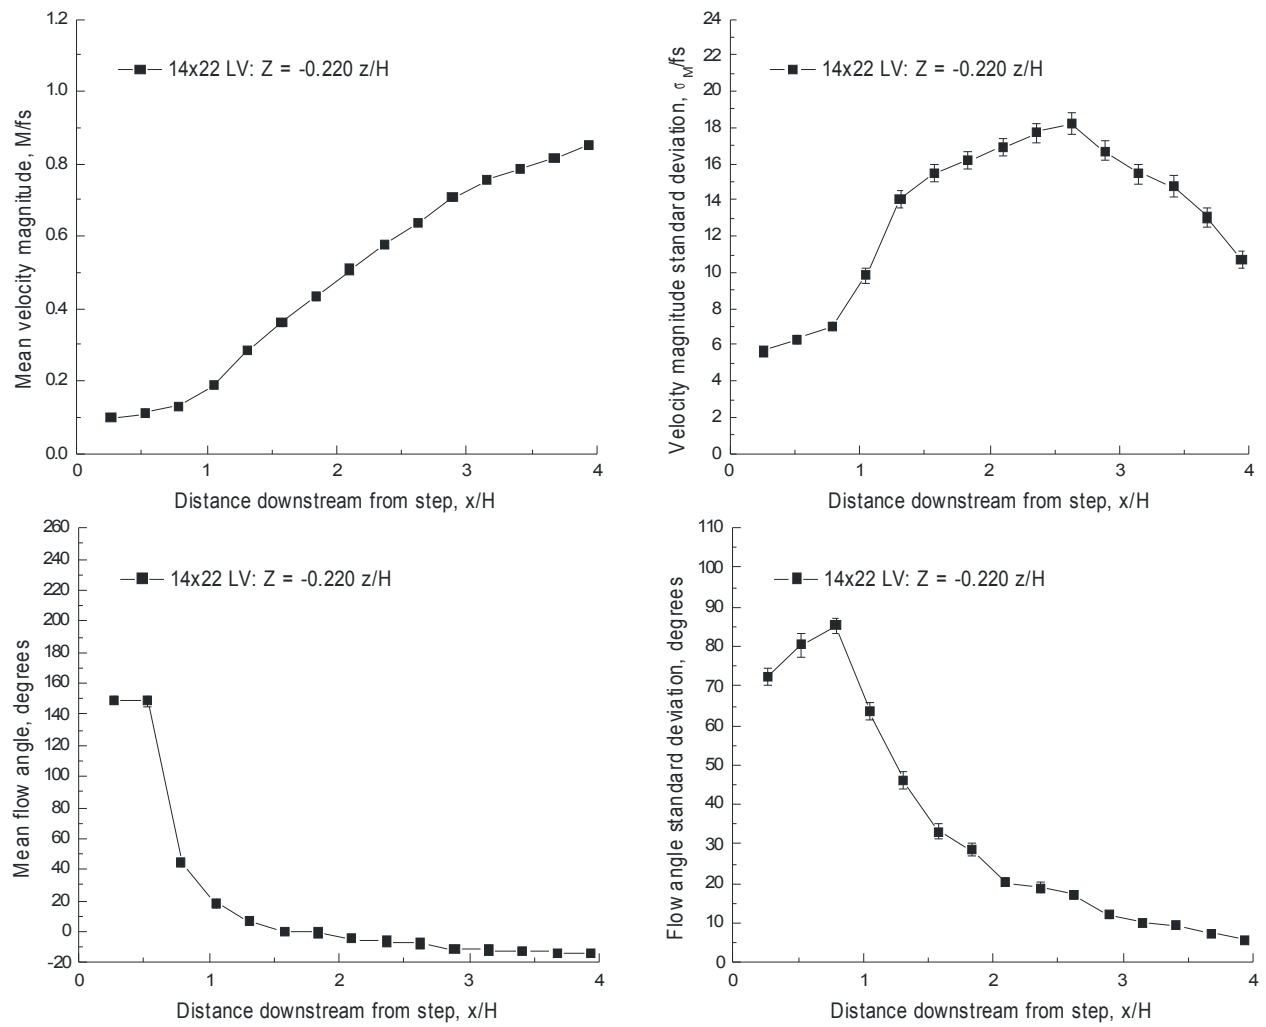 1.2
1.0
0.8
0.6
0.4
0.2
0.0
Mean velocity magnitude, M/fs
14x22 LV: Z = -0.220 z/H
0 1 2 3 4
Distance downstream from step, x/H
24
22
20
18
16
14
12
10
8
6
4
2
0
Velocity magnitude standard deviation, σM/fs
14x22 LV: Z = -0.220 z/H
0 1 2 3 4
Distance downstream from step, x/H
260
240
220
200
180
160
140
120
100
80
60
40
20
0
-20
Mean flow angle, degrees
14x22 LV: Z = -0.220 z/H
0 1 2 3 4
Distance downstream from step, x/H
110
100
90
80
70
60
50
40
30
20
10
0
Flow angle standard deviation, degrees
14x22 LV: Z = -0.220 z/H
0 1 2 3 4
Distance downstream from step, x/H